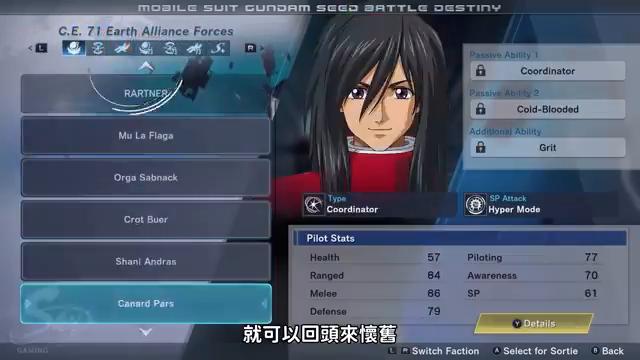 MOBILE SUIT GUNDAM SEED BATTLE DESTINY
C.E. 71 Earth Alliance Forces
L
R
PARTNER
Mu La Flaga
Orga Sabnack
Crot Buer
Shani Andras
Canard Pars
Passive Ability 1
Coordinator
Passive Ability 2
Cold-Blooded
Additional Ability
Grit
Type
Coordinator
SP Attack
Hyper Mode
Pilot Stats
Health 57 Piloting 77
Ranged 84 Awareness 70
Melee 86 SP 61
Defense 79
Y Details
就可以回頭來懷舊
GAMING
L R Switch Faction A Select for Sortie B Back